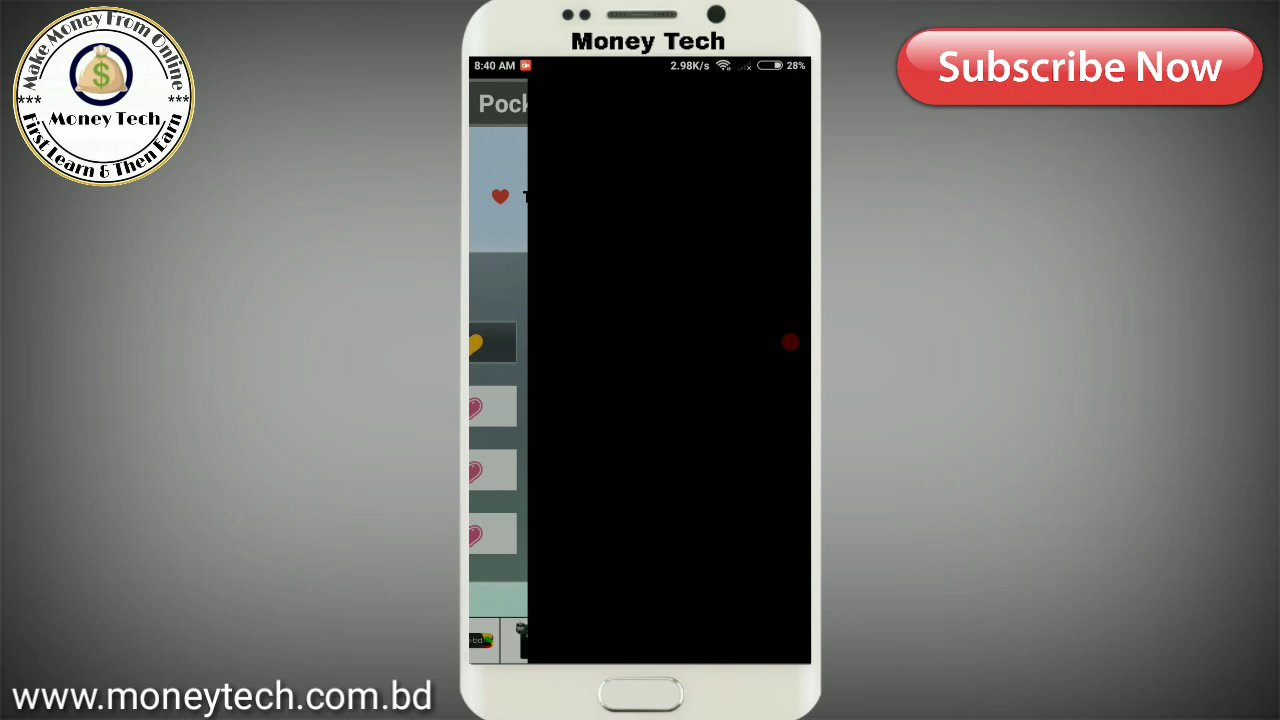 Make Money From Online
*** ***
Money Tech
First Learn & Then Earn
Money Tech
Subscribe Now
8:40 AM 2.98K/s 28%
Pock
www.moneytech.com.bd